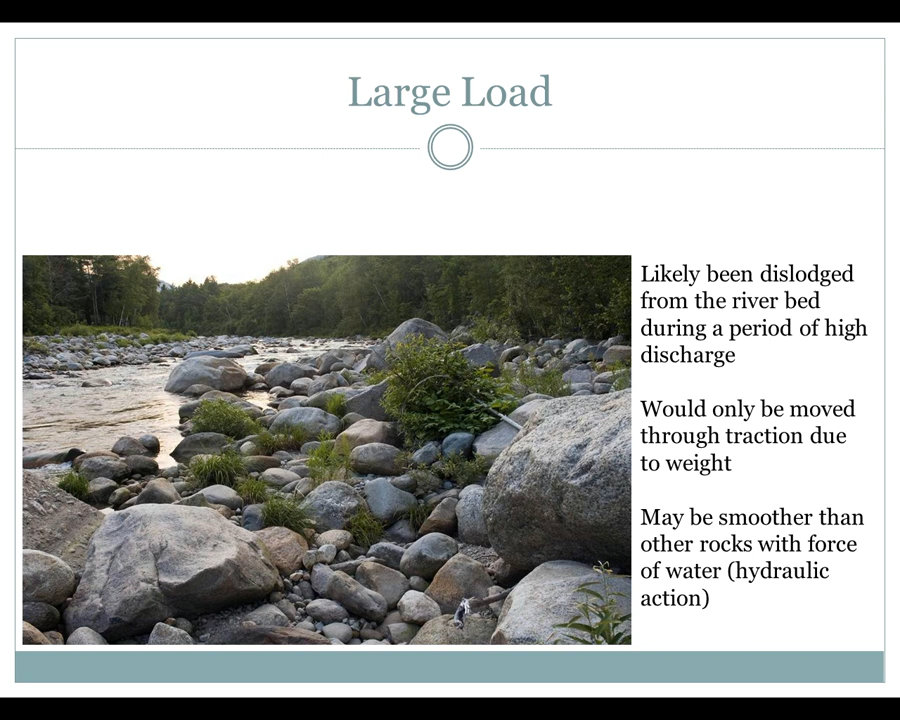 Large Load
Likely been dislodged
from the river bed
during a period of high
discharge
Would only be moved
through traction due
to weight
May be smoother than
other rocks with force
of water (hydraulic
action)